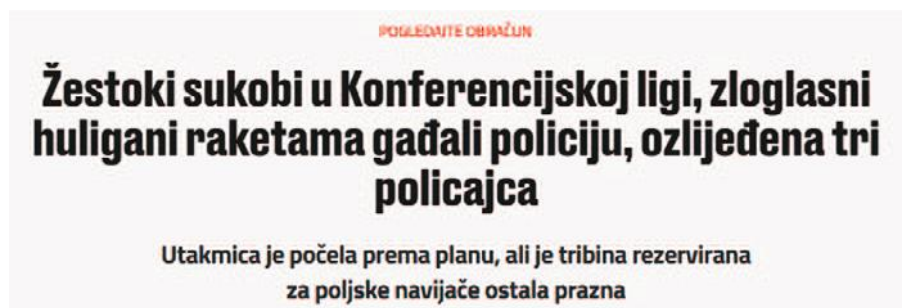 POGLEDAJTE OBRAČUN
Žestoki sukobi u Konferencijskoj ligi, zloglasni
huligani raketama gađali policiju, ozlijeđena tri
policajca
Utakmica je počela prema planu, ali je tribina rezervirana
za poljske navijače ostala prazna